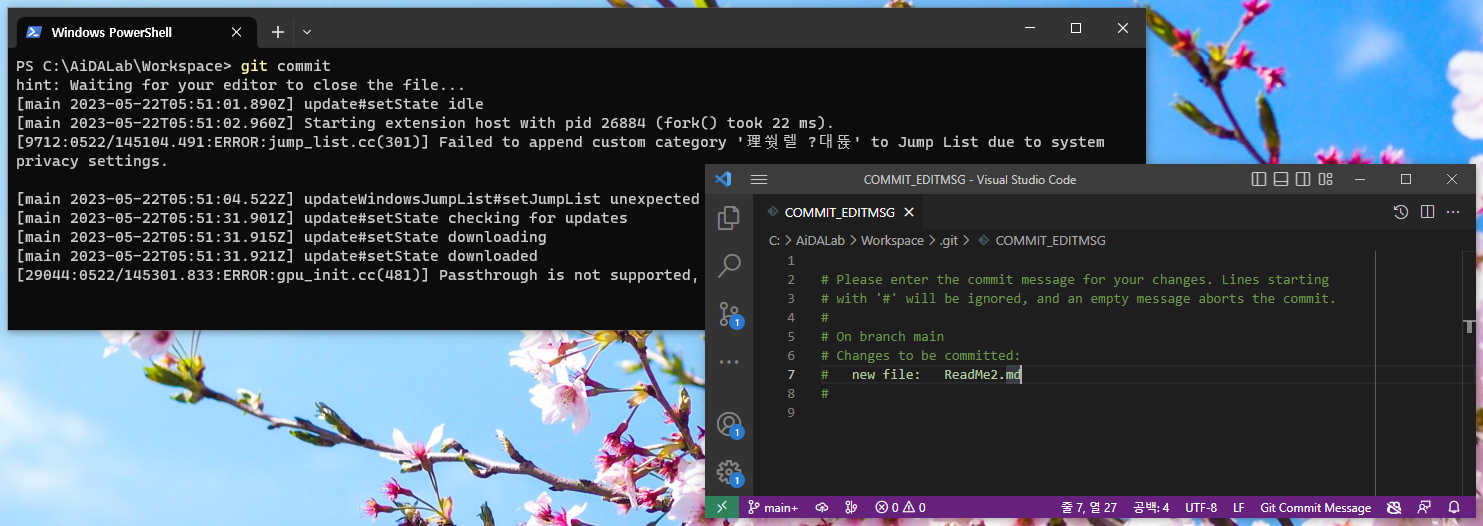 Windows PowerShell
PS C:\AiDALab\Workspace> git commit
hint: Waiting for your editor to close the file...
[main 2023-05-22T05:51:01.890Z] update#setState idle
[main 2023-05-22T05:51:02.960Z] Starting extension host with pid 26884 (fork() took 22 ms).
[9712:0522/145104.491:ERROR:jump_list.cc(301)] Failed to append custom category '理쒓렐 ?대뜑' to Jump List due to system
privacy settings.
[main 2023-05-22T05:51:04.522Z] updateWindowsJumpList#setJumpList unexpected
[main 2023-05-22T05:51:31.901Z] update#setState checking for updates
[main 2023-05-22T05:51:31.915Z] update#setState downloading
[main 2023-05-22T05:51:31.921Z] update#setState downloaded
[29044:0522/145301.833:ERROR:gpu_init.cc(481)] Passthrough is not supported,
COMMIT_EDITMSG - Visual Studio Code
COMMIT_EDITMSG
C: > AiDALab > Workspace > .git > COMMIT_EDITMSG
1
2 # Please enter the commit message for your changes. Lines starting
3 # with '#' will be ignored, and an empty message aborts the commit.
4 #
5 # On branch main
6 # Changes to be committed:
7 # new file: ReadMe2.md
8 #
9
1
1
1
main+ 0 0 줄 7, 열 27 공백: 4 UTF-8 LF Git Commit Message